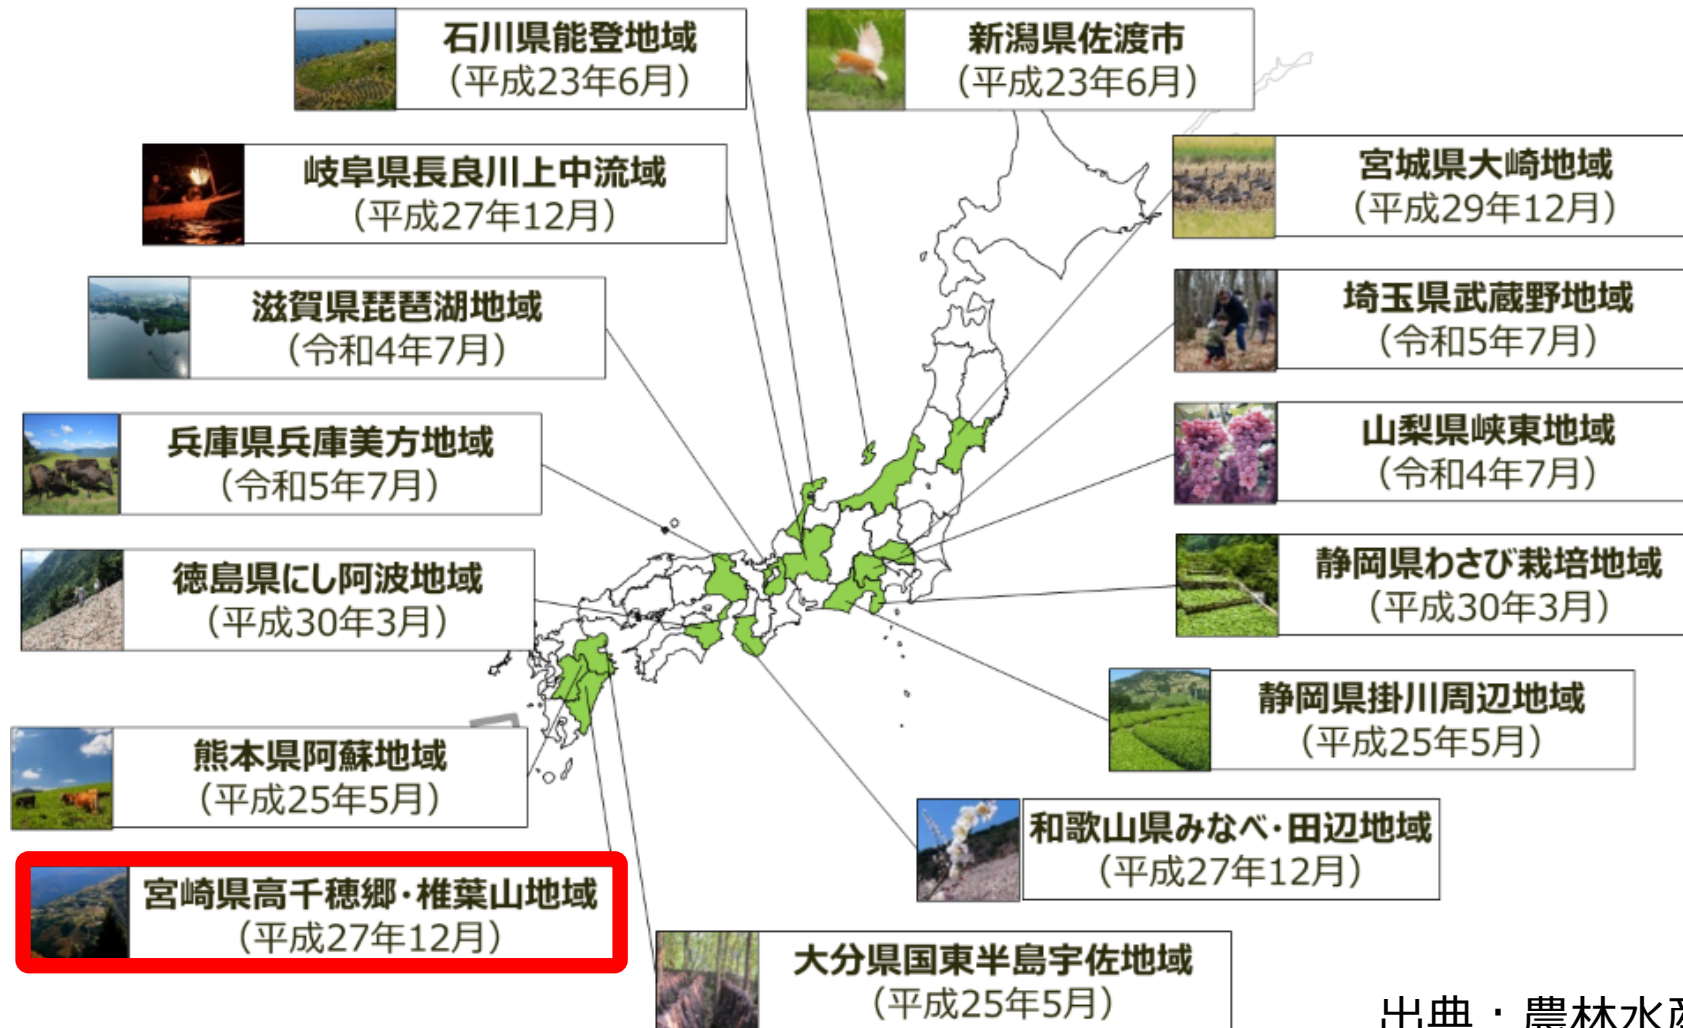 石川県能登地域
（平成23年6月）
新潟県佐渡市
（平成23年6月）
岐阜県長良川上中流域
（平成27年12月）
宮城県大崎地域
（平成29年12月）
滋賀県琵琶湖地域
（令和4年7月）
埼玉県武蔵野地域
（令和5年7月）
兵庫県兵庫美方地域
（令和5年7月）
山梨県峡東地域
（令和4年7月）
徳島県にし阿波地域
（平成30年3月）
静岡県わさび栽培地域
（平成30年3月）
静岡県掛川周辺地域
（平成25年5月）
熊本県阿蘇地域
（平成25年5月）
和歌山県みなべ・田辺地域
（平成27年12月）
宮崎県高千穂郷・椎葉山地域
（平成27年12月）
大分県国東半島宇佐地域
（平成25年5月）
出典：農林水産